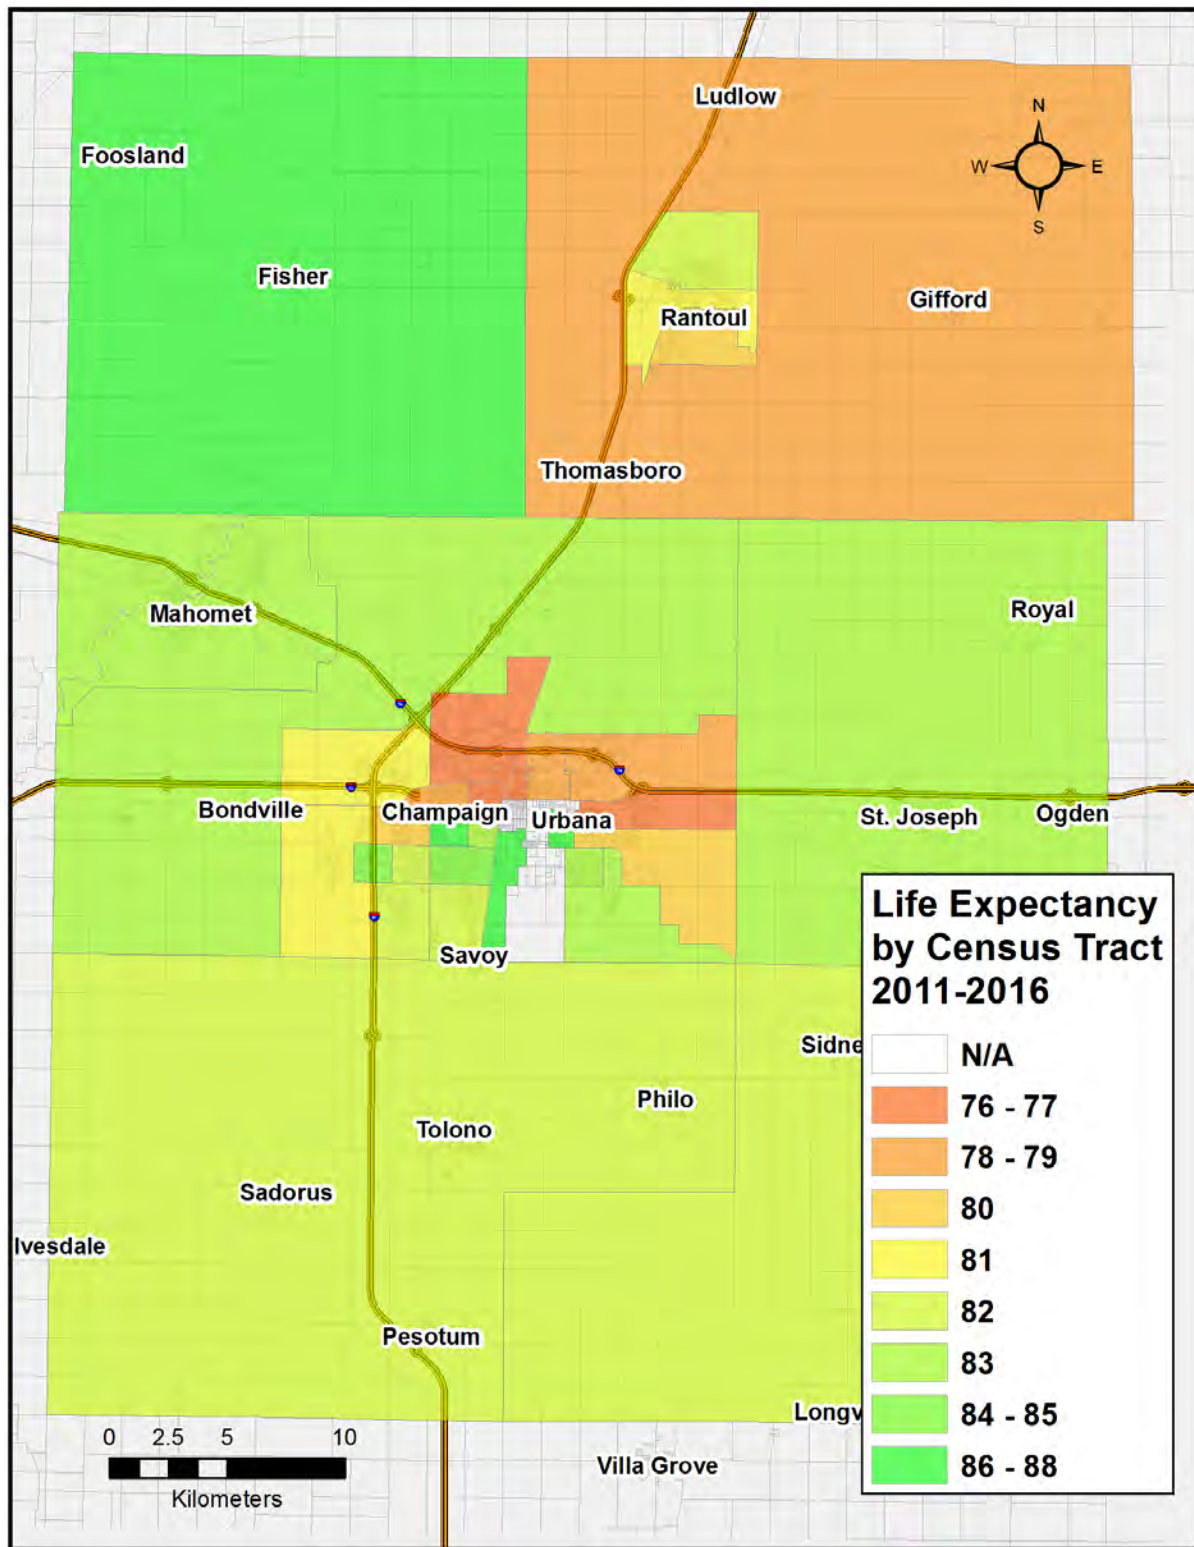 Ludlow
N
Foosland
W
E
S
Fisher
Gifford
Rantoul
Thomasboro
Royal
Mahomet
Bondville
Champaign
Urbana
St. Joseph
Ogden
Savoy
Life Expectancy
by Census Tract
2011-2016
Sidne
N/A
Philo
76 - 77
Tolono
78 - 79
Sadorus
80
Ivesdale
81
82
Pesotum
83
Longv
84 - 85
86 - 88
0 2.5 5 10
Kilometers
Villa Grove